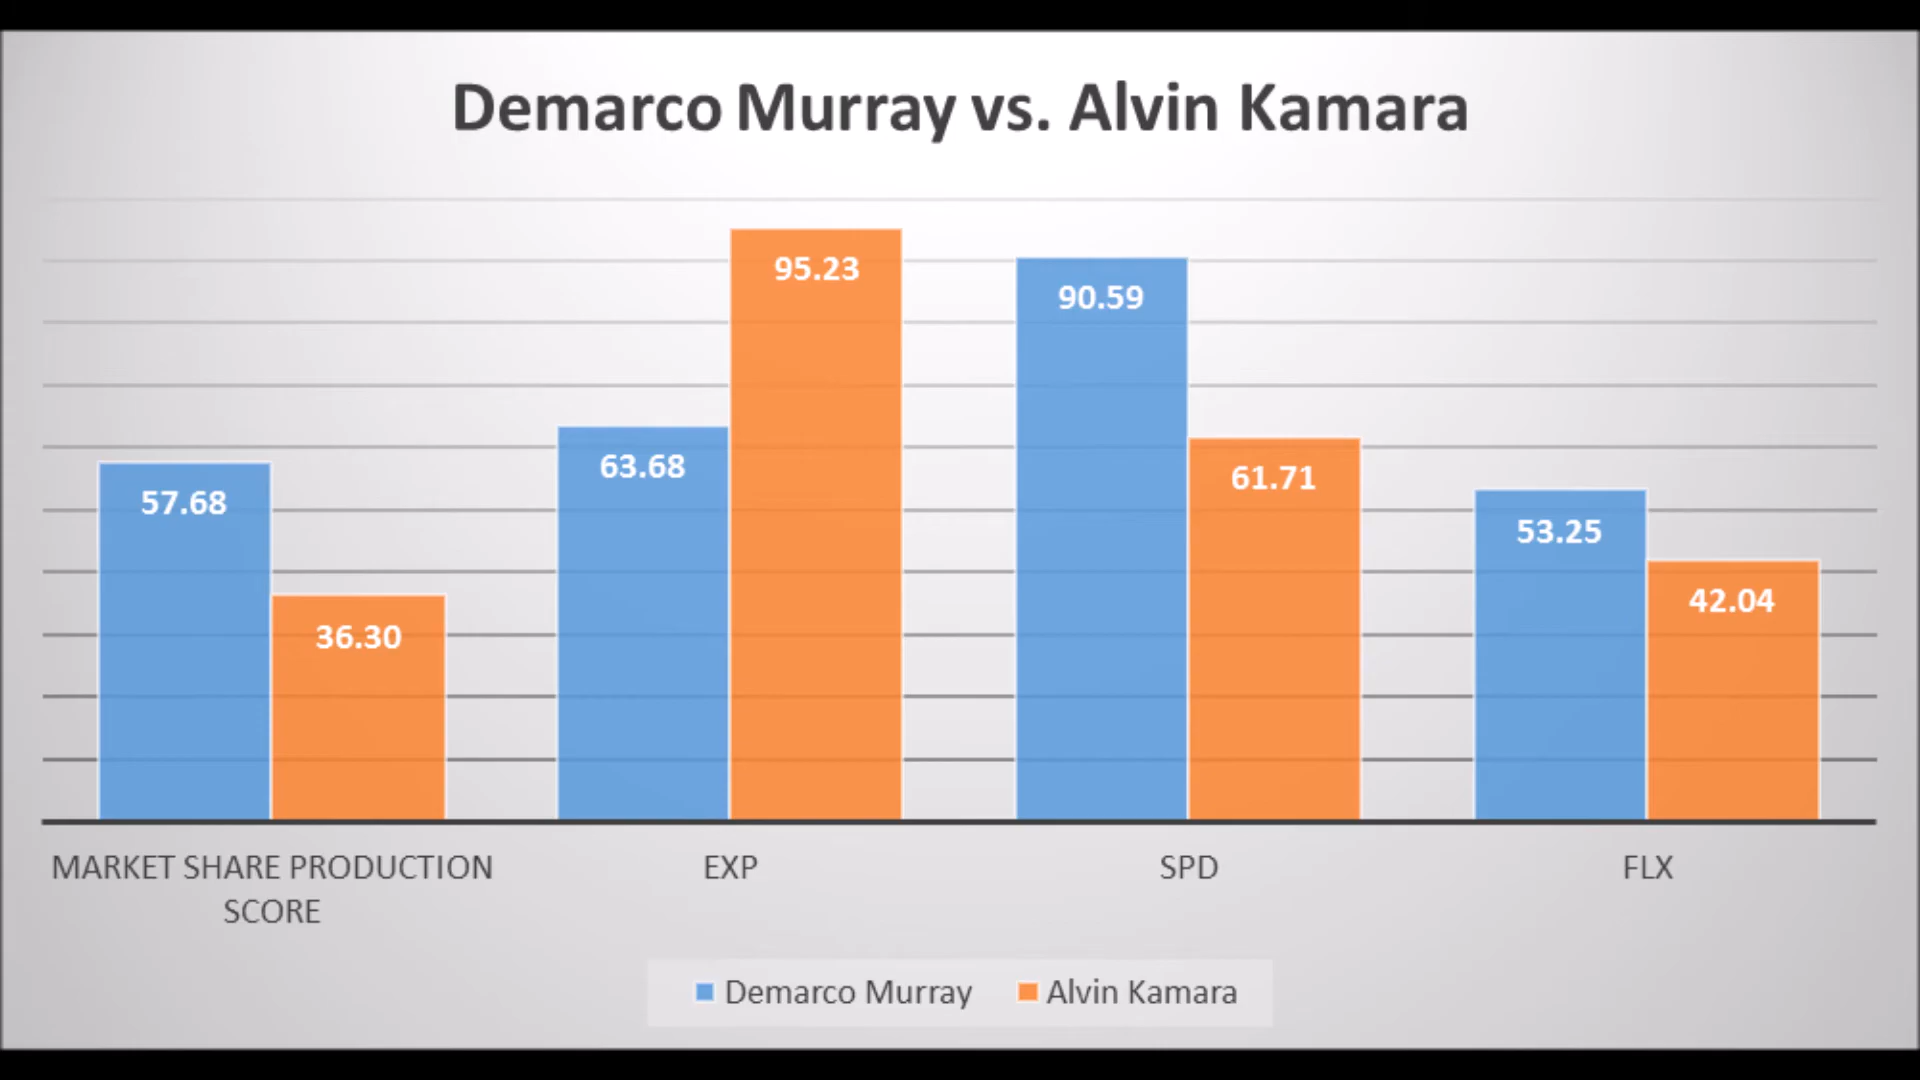 Demarco Murray vs. Alvin Kamara
95.23
90.59
63.68
61.71
57.68
53.25
42.04
36.30
MARKET SHARE PRODUCTION
SCORE
EXP
SPD
FLX
Demarco Murray
Alvin Kamara